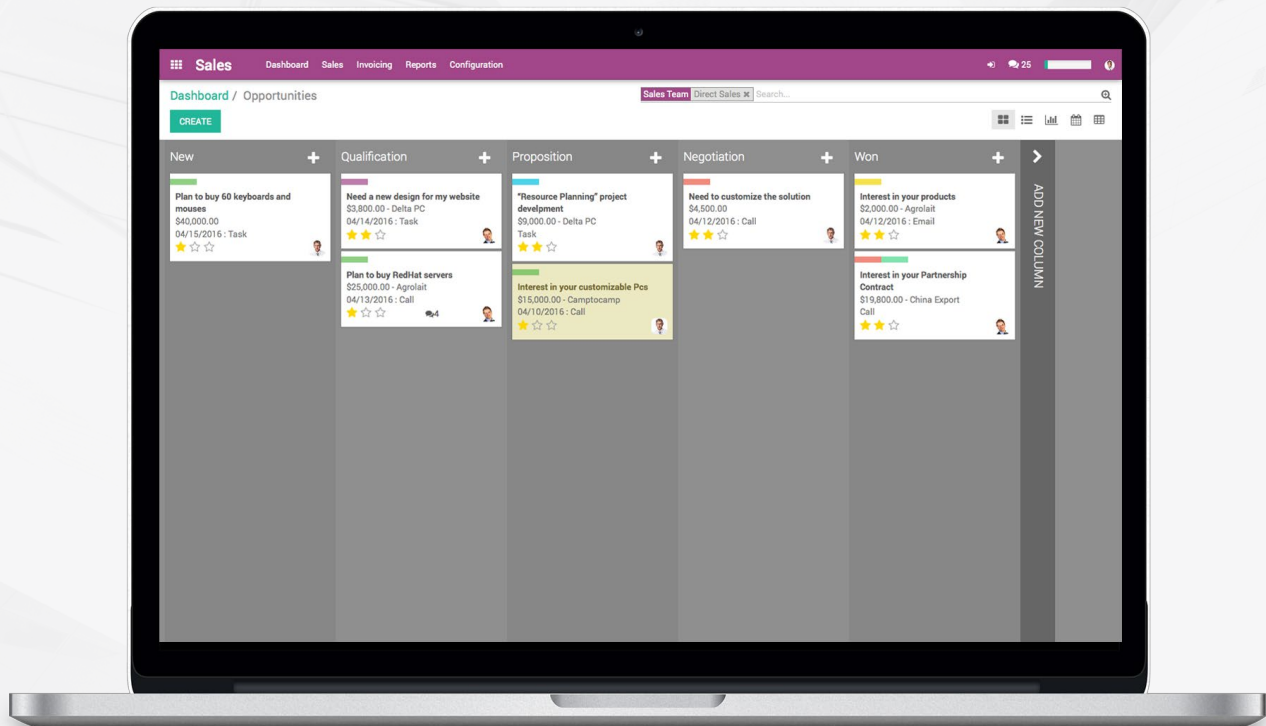 Sales Dashboard Sales Invoicing Reports Configuration 25
Dashboard / Opportunities
Sales Team Direct Sales Search...
CREATE
New
Plan to buy 60 keyboards and
mouses
$40,000.00
04/15/2016 : Task
Qualification
Need a new design for my website
$3,800.00 - Delta PC
04/14/2016 : Task
Plan to buy RedHat servers
$25,000.00 - Agrolait
04/13/2016 : Call
4
Proposition
"Resource Planning" project
develpment
$9,000.00 - Delta PC
Task
Interest in your customizable Pcs
$15,000.00 - Camptocamp
04/10/2016 : Call
Negotiation
Need to customize the solution
$4,500.00
04/12/2016 : Call
Won
Interest in your products
$2,000.00 - Agrolait
04/12/2016 : Email
Interest in your Partnership
Contract
$19,800.00 - China Export
Call
ADD NEW COLUMN